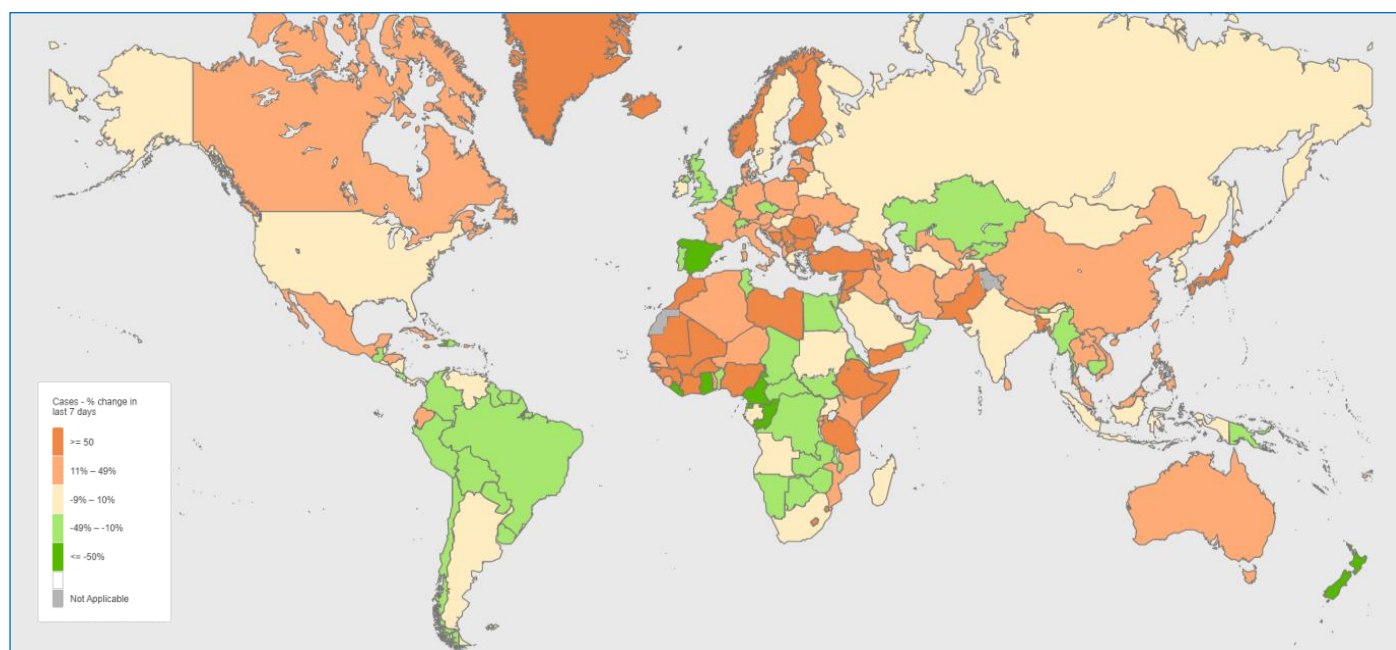 Cases - % change in
last 7 days
>= 50
11% – 49%
-9% – 10%
-49% – -10%
<= -50%
Not Applicable